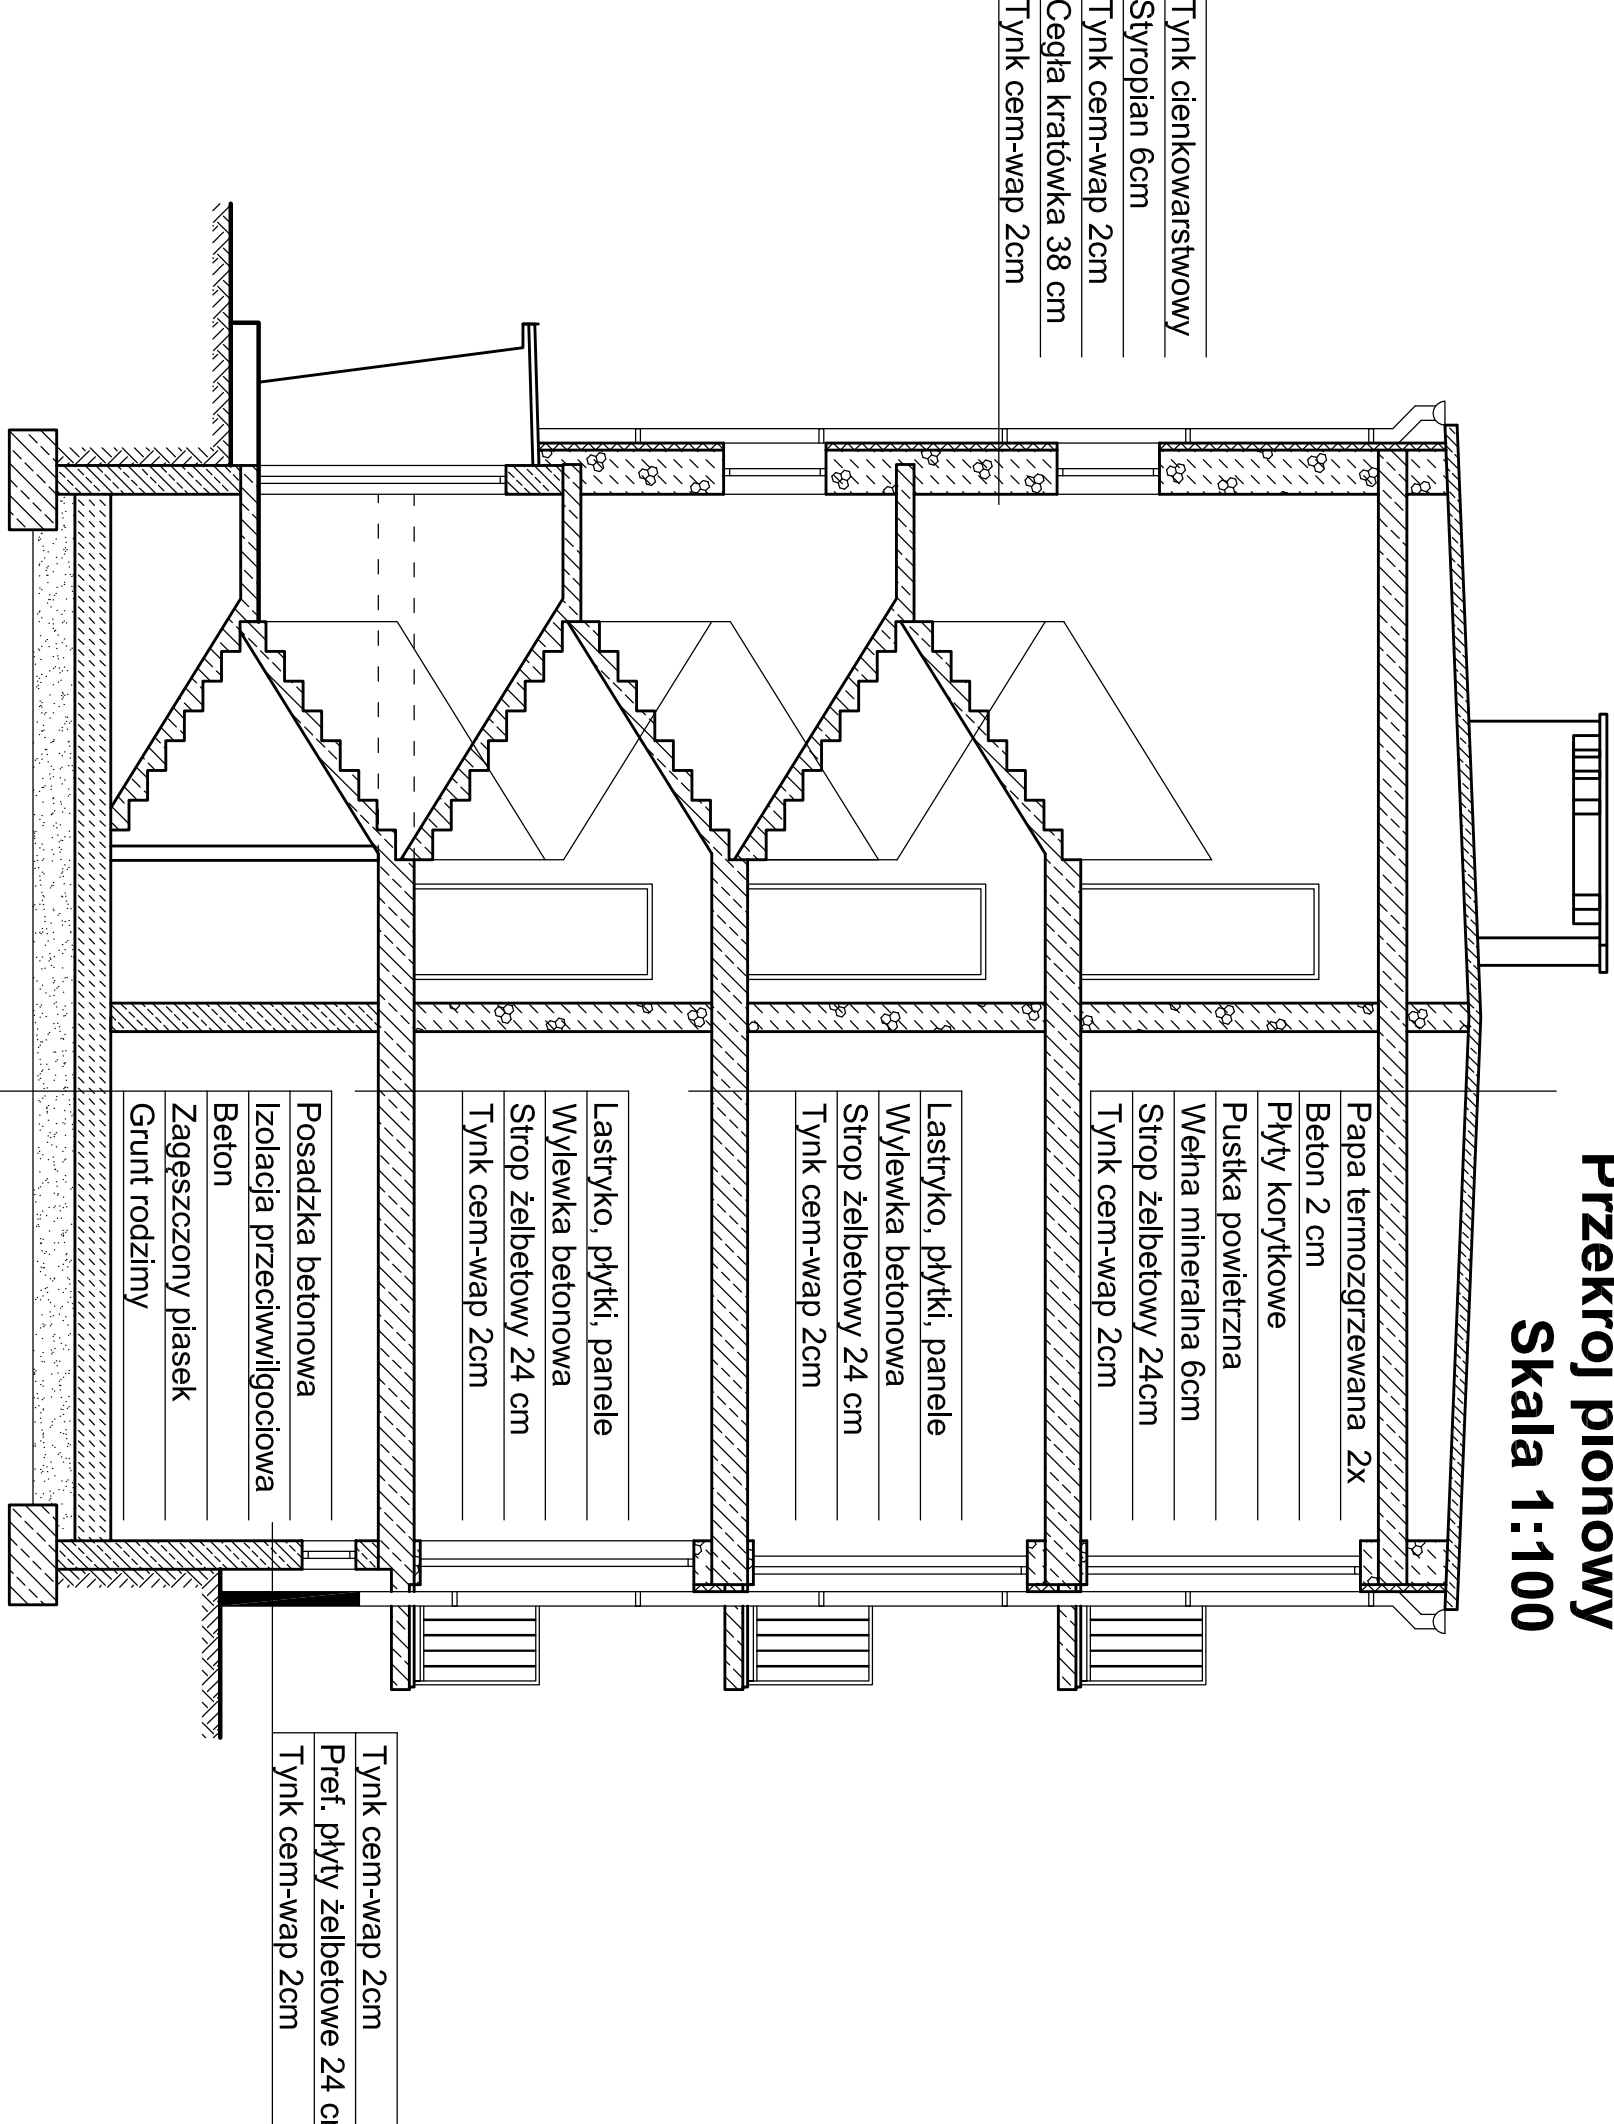 Przekrój pionowy
Skala 1:100
Tynk cienkowarstwowy
Styropian 6cm
Tynk cem-wap 2cm
Cegła kratówka 38 cm
Tynk cem-wap 2cm
Papa termozgrzewana 2x
Beton 2 cm
Płyty korytkowe
Pustka powietrzna
Wełna mineralna 6cm
Strop żelbetowy 24cm
Tynk cem-wap 2cm
Lastryko, płytki, panele
Wylewka betonowa
Strop żelbetowy 24 cm
Tynk cem-wap 2cm
Lastryko, płytki, panele
Wylewka betonowa
Strop żelbetowy 24 cm
Tynk cem-wap 2cm
Posadzka betonowa
Izolacja przeciwwilgociowa
Beton
Zagęszczony piasek
Grunt rodzimy
Tynk cem-wap 2cm
Pref. płyty żelbetowe 24 c
Tynk cem-wap 2cm